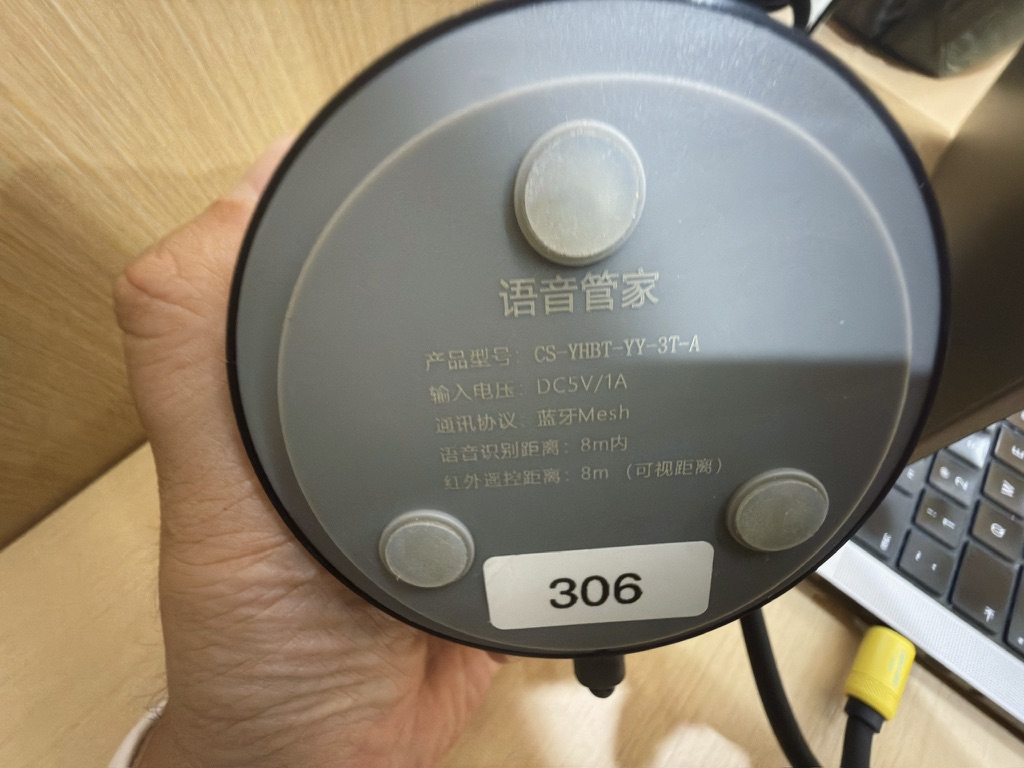 语音管家
产品型号：CS-YHBT-YY-3T-A
输入电压：DC5V/1A
通讯协议：蓝牙Mesh
语音识别距离：8m内
红外遥控距离：8m （可视距离）
306